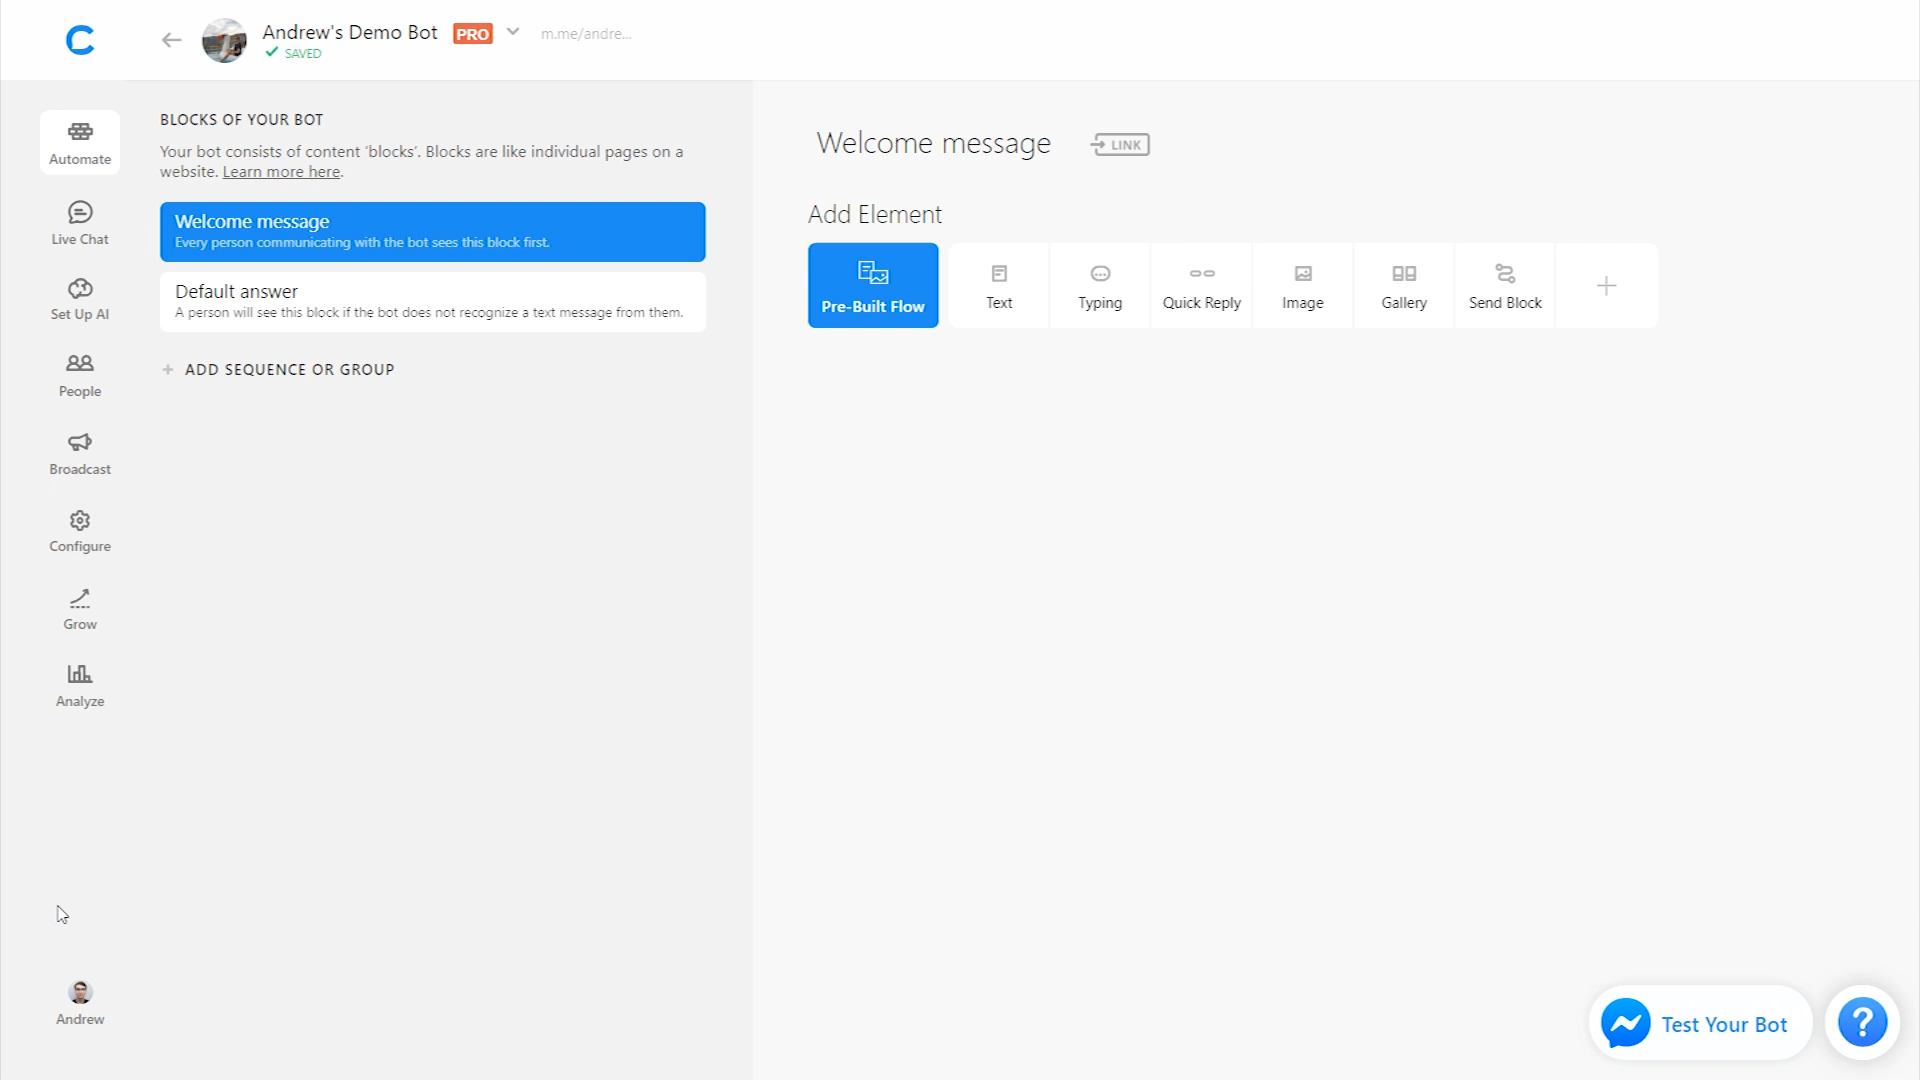 Andrew's Demo Bot PRO m.me/andre...
SAVED
Automate
Live Chat
Set Up AI
People
Broadcast
Configure
Grow
Analyze
Andrew
BLOCKS OF YOUR BOT
Your bot consists of content ‘blocks’. Blocks are like individual pages on a
website. Learn more here.
Welcome message
Every person communicating with the bot sees this block first.
Default answer
A person will see this block if the bot does not recognize a text message from them.
+ ADD SEQUENCE OR GROUP
Welcome message LINK
Add Element
Pre-Built Flow
Text
Typing
Quick Reply
Image
Gallery
Send Block
Test Your Bot
?